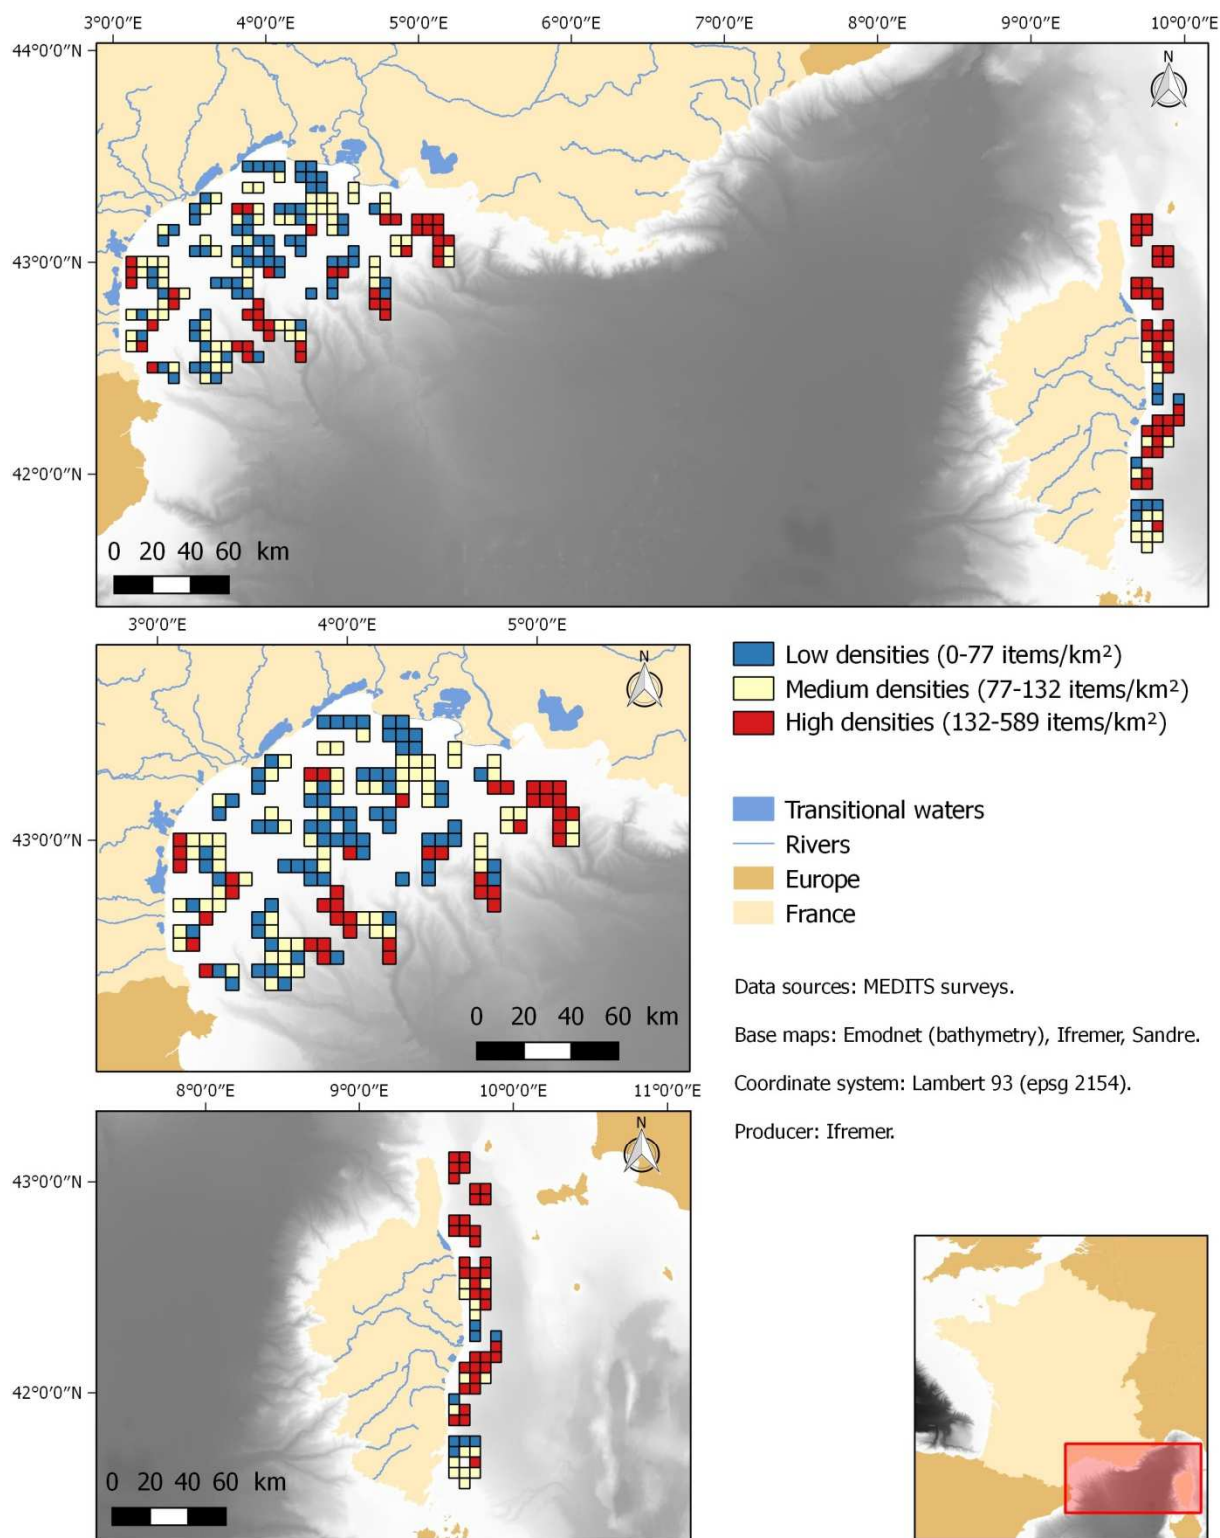 3°0'0"E 4°0'0"E 5°0'0"E 6°0'0"E 7°0'0"E 8°0'0"E 9°0'0"E 10°0'0"E
44°0'0"N
N
43°0'0"N
42°0'0"N
0 20 40 60 km
3°0'0"E 4°0'0"E 5°0'0"E
N
43°0'0"N
0 20 40 60 km
Low densities (0-77 items/km²)
Medium densities (77-132 items/km²)
High densities (132-589 items/km²)
Transitional waters
Rivers
Europe
France
Data sources: MEDITS surveys.
Base maps: Emodnet (bathymetry), Ifremer, Sandre.
Coordinate system: Lambert 93 (epsg 2154).
Producer: Ifremer.
8°0'0"E 9°0'0"E 10°0'0"E 11°0'0"E
N
43°0'0"N
42°0'0"N
0 20 40 60 km